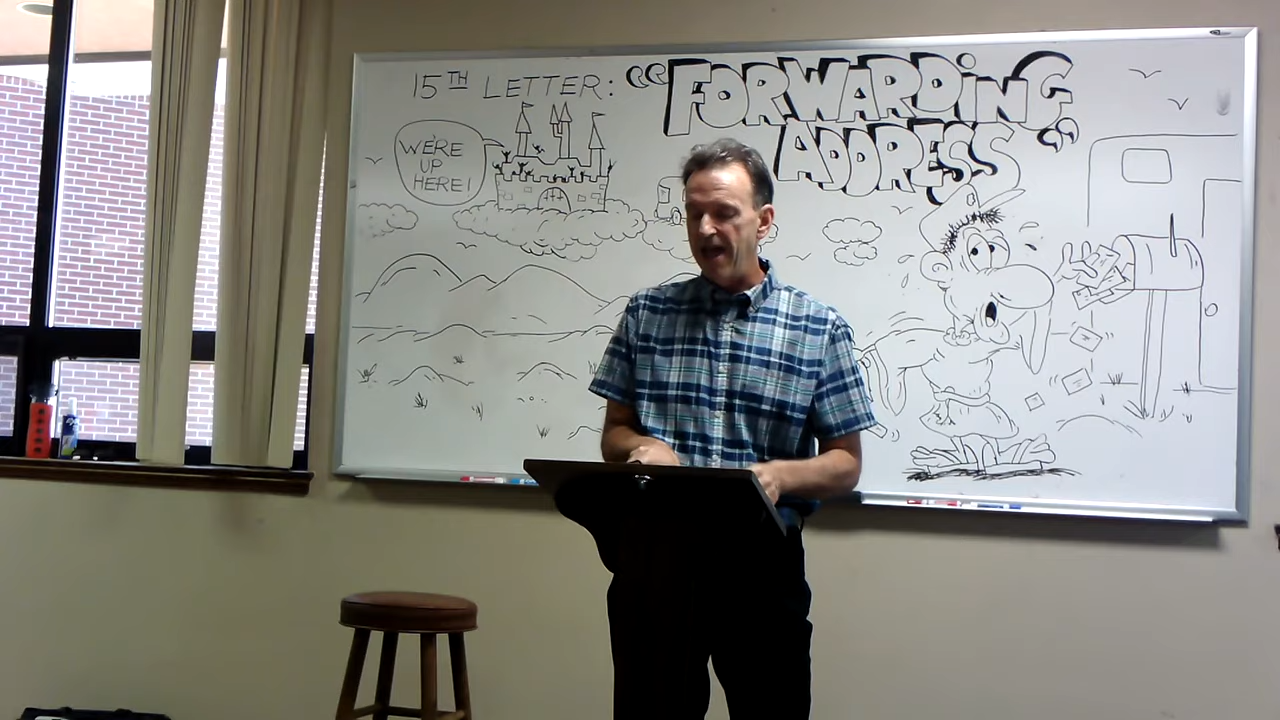 15TH LETTER: "FORWARDING
ADDRESS"
WE'RE
UP
HERE!